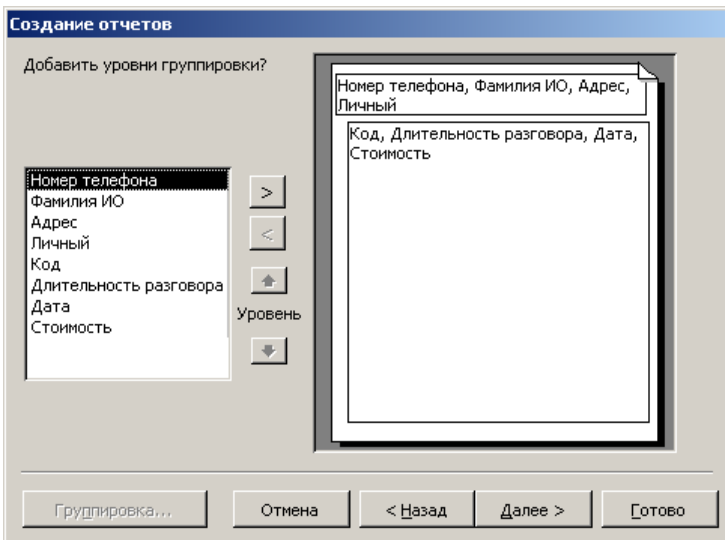 Создание отчетов
Добавить уровни группировки?
Номер телефона
Фамилия ИО
Адрес
Личный
Код
Длительность разговора
Дата
Стоимость
>
<
Уровень
Номер телефона, Фамилия ИО, Адрес,
Личный
Код, Длительность разговора, Дата,
Стоимость
Группировка...
Отмена
< Назад
Далее >
Готово